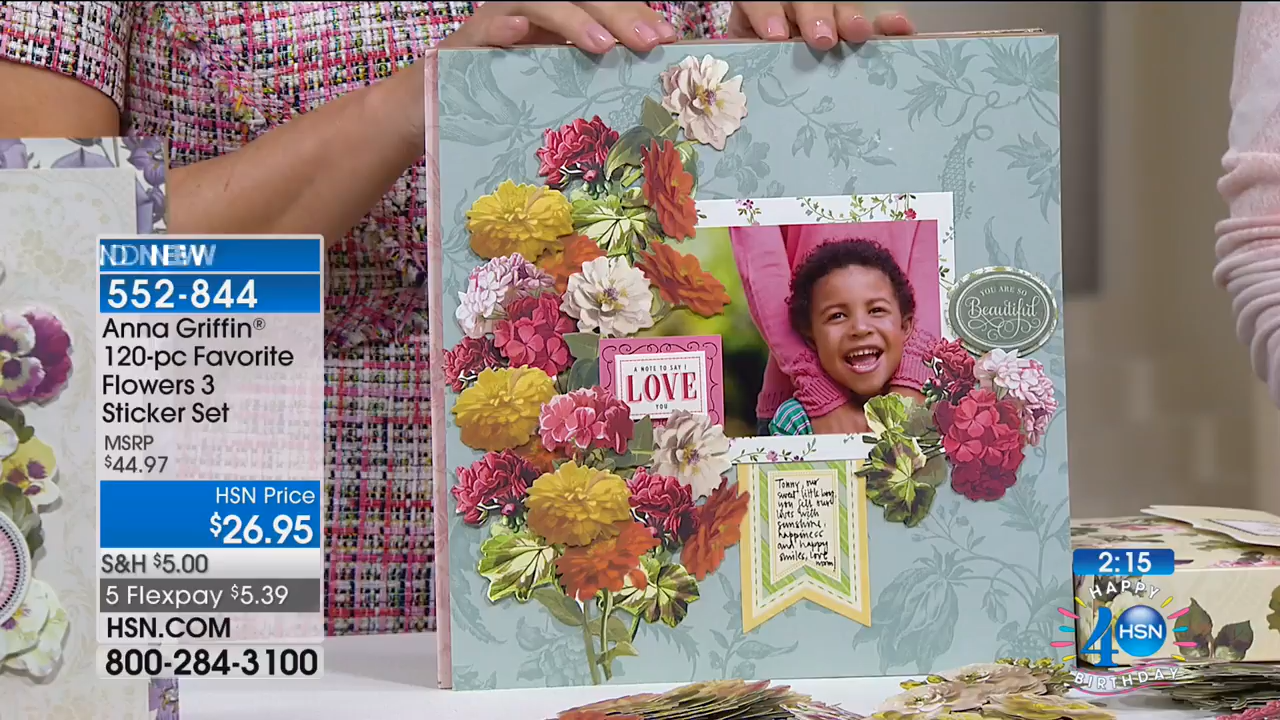 NEW
552-844
Anna Griffin®
120-pc Favorite
Flowers 3
Sticker Set
MSRP
$44.97
HSN Price
$26.95
S&H $5.00
5 Flexpay $5.39
HSN.COM
800-284-3100
YOU ARE SO
Beautiful
A NOTE TO SAY I
LOVE
YOU
Tommy, our
sweet little boy,
you fill our
lives with
sunshine,
happiness
and happy
smiles, love
mom
2:15
HAPPY
40
HSN
BIRTHDAY